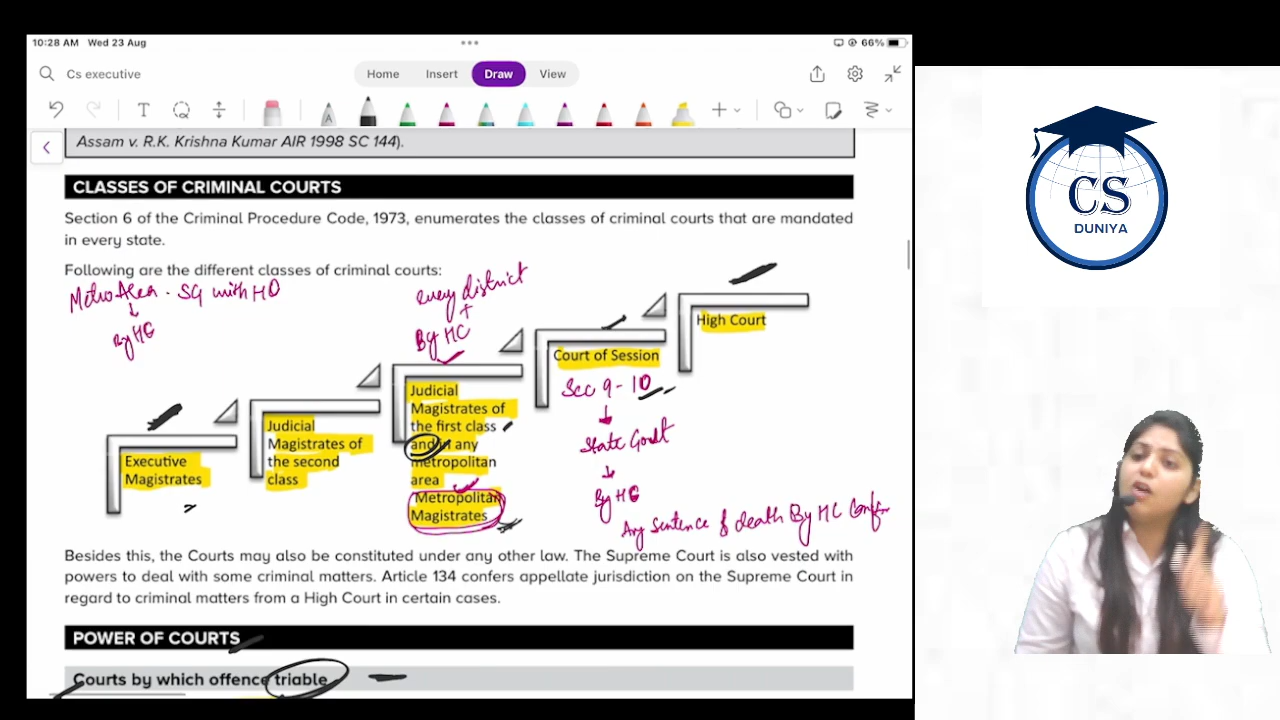 10:28 AM Wed 23 Aug
66%
Cs executive
Home Insert Draw View
Assam v. R.K. Krishna Kumar AIR 1998 SC 144).
CLASSES OF CRIMINAL COURTS
Section 6 of the Criminal Procedure Code, 1973, enumerates the classes of criminal courts that are mandated
in every state.
Following are the different classes of criminal courts:
Metro Area - SG with HO
By HC
every district
+
By HC
High Court
Court of Session
Sec 9-10
State Govt
By HC
Any Sentence of death By HC Confirm
Judicial
Magistrates of
the first class
and in any
metropolitan
area
Metropolitan
Magistrates
Judicial
Magistrates of
the second
class
Executive
Magistrates
Besides this, the Courts may also be constituted under any other law. The Supreme Court is also vested with
powers to deal with some criminal matters. Article 134 confers appellate jurisdiction on the Supreme Court in
regard to criminal matters from a High Court in certain cases.
POWER OF COURTS
Courts by which offence triable
CS
DUNIYA